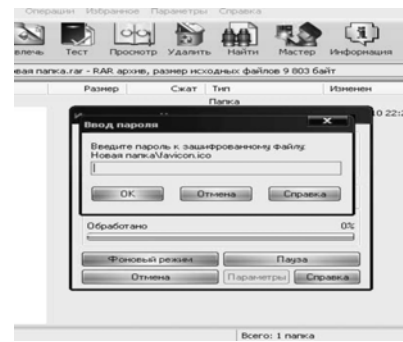 Операции Избранное Параметры Справка
влечь Тест Просмотр Удалить Найти Мастер Информация
вая папка.rar - RAR архив, размер исходных файлов 9 803 байт
Размер Сжат Тип Изменен
Папка
10 22:
Ввод пароля
Введите пароль к зашифрованному файлу:
Новая папка\favicon.ico
OK Отмена Справка
Обработано 0%
Фоновый режим Пауза
Отмена Параметры Справка
Всего: 1 папка